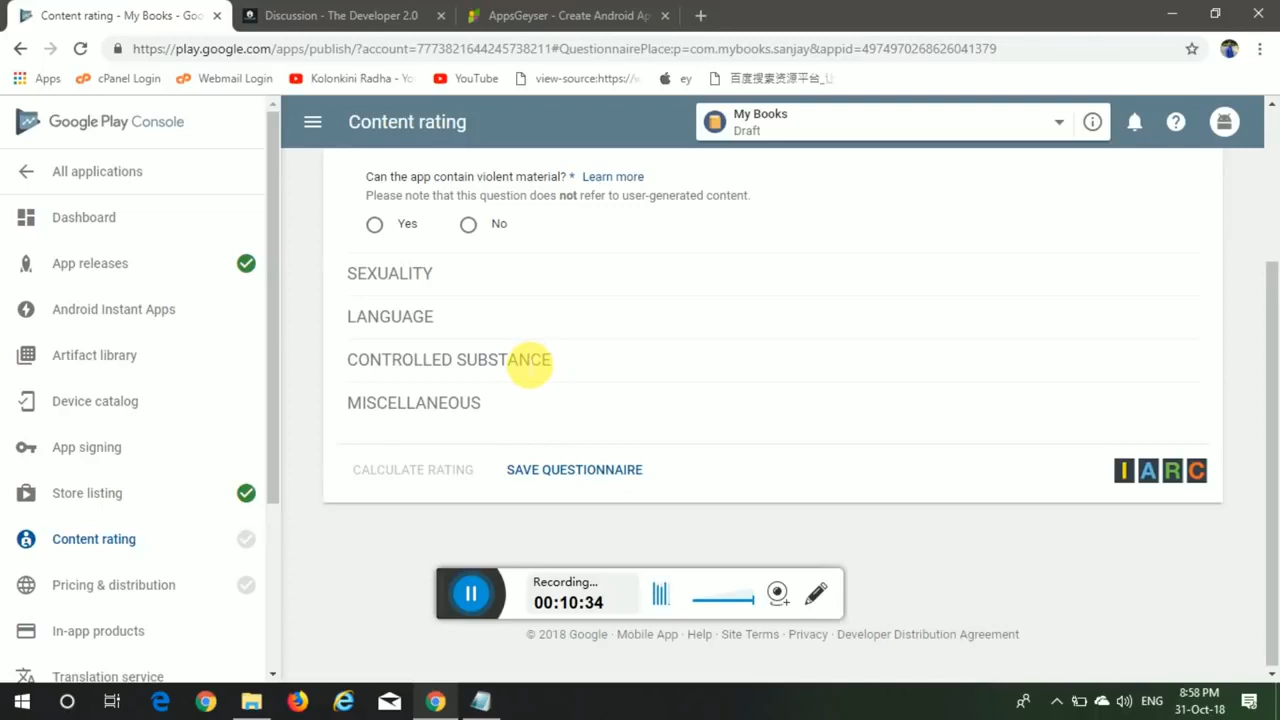 Content rating - My Books - Goo
Discussion - The Developer 2.0
AppsGeyser - Create Android Ap
https://play.google.com/apps/publish/?account=7773821644245738211#QuestionnairePlace:p=com.mybooks.sanjay&appid=4974970268626041379
Apps
cPanel Login
Webmail Login
Kolonkini Radha - Yo
YouTube
view-source:https://w
ey
百度搜索资源平台_
Google Play Console
Content rating
My Books
Draft
All applications
Dashboard
App releases
Android Instant Apps
Artifact library
Device catalog
App signing
Store listing
Content rating
Pricing & distribution
In-app products
Translation service
Can the app contain violent material? * Learn more
Please note that this question does not refer to user-generated content.
Yes No
SEXUALITY
LANGUAGE
CONTROLLED SUBSTANCE
MISCELLANEOUS
CALCULATE RATING SAVE QUESTIONNAIRE
IARC
Recording...
00:10:34
© 2018 Google · Mobile App · Help · Site Terms · Privacy · Developer Distribution Agreement
ENG
8:58 PM
31-Oct-18